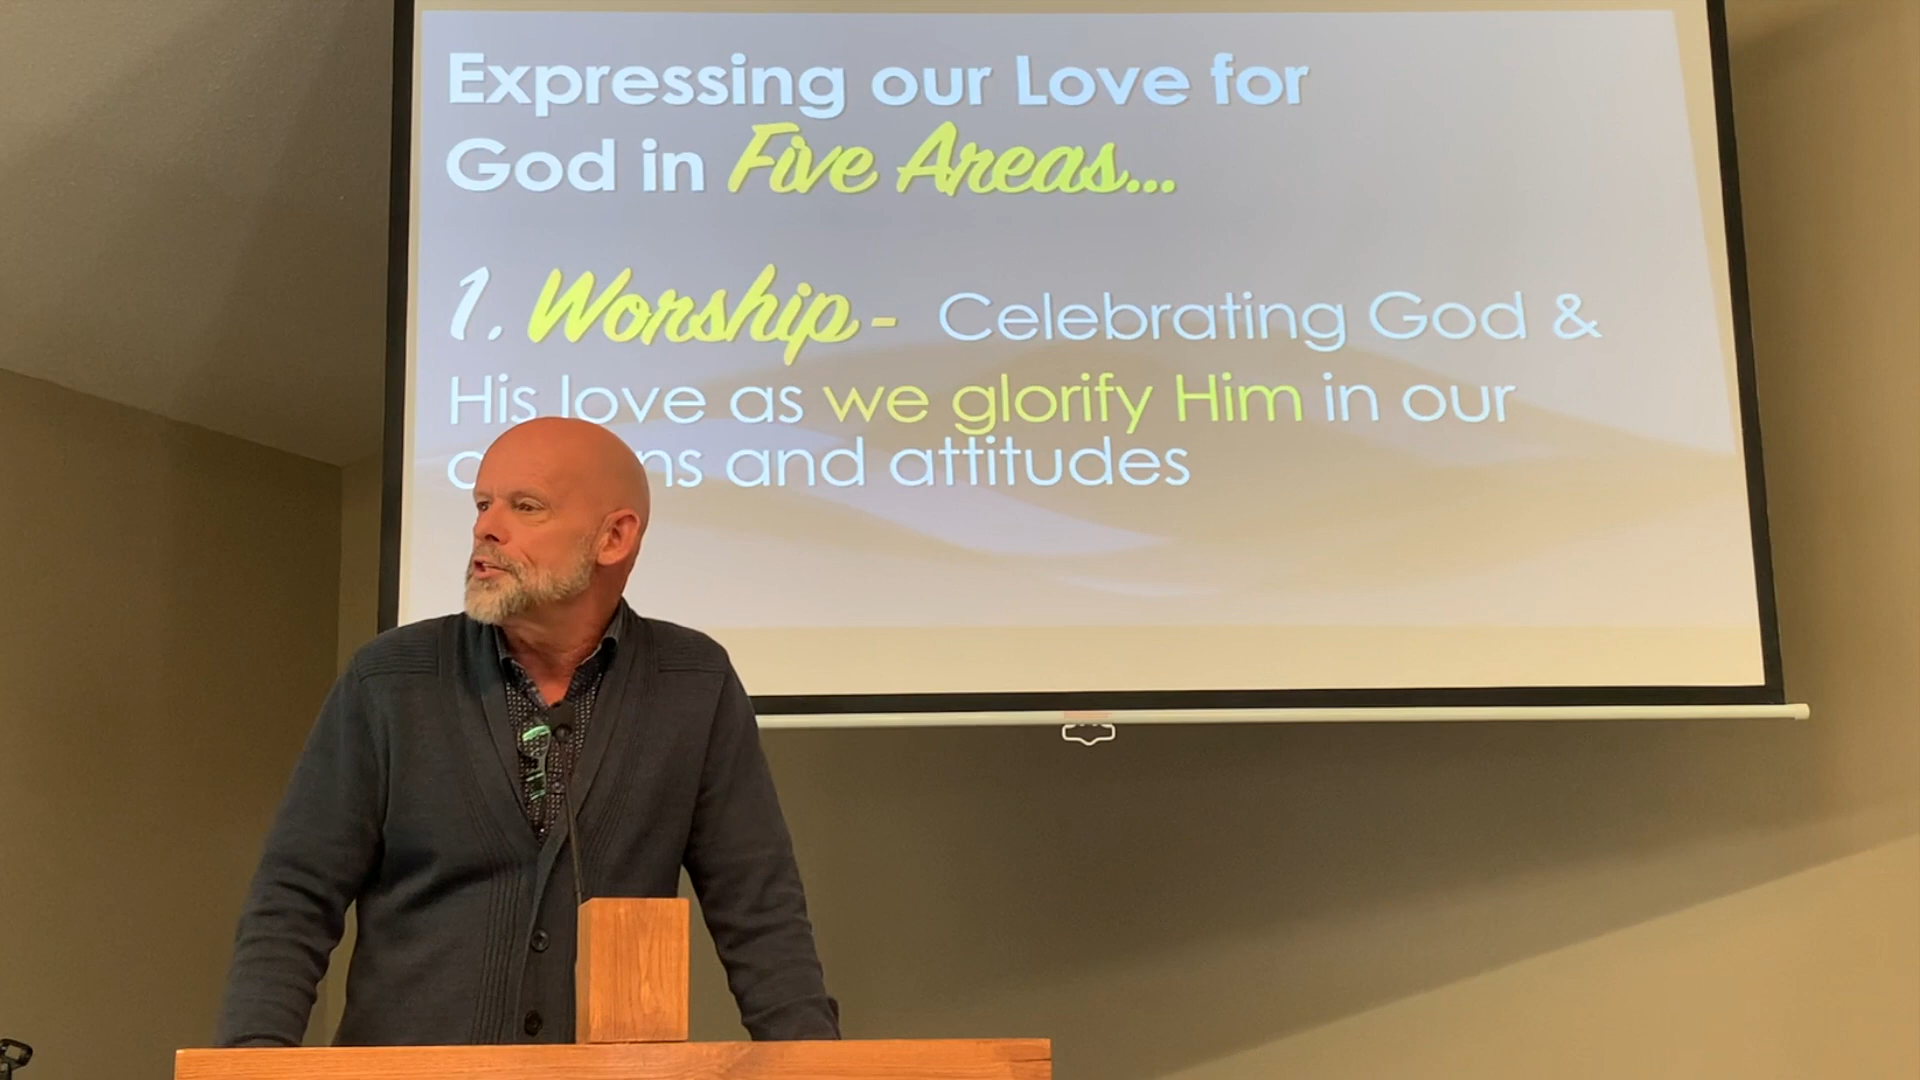 Expressing our Love for
God in Five Areas...
1. Worship - Celebrating God &
His love as we glorify Him in our
and attitudes